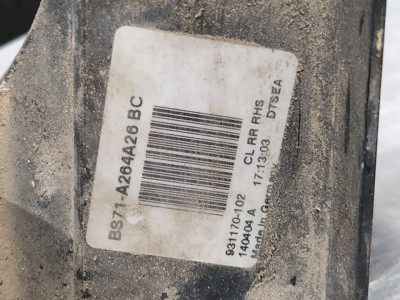 BS71-A264A26 BC
931170-102 CL RR RHS
140404 A 17:13:03 DTSEA
Made in Germany